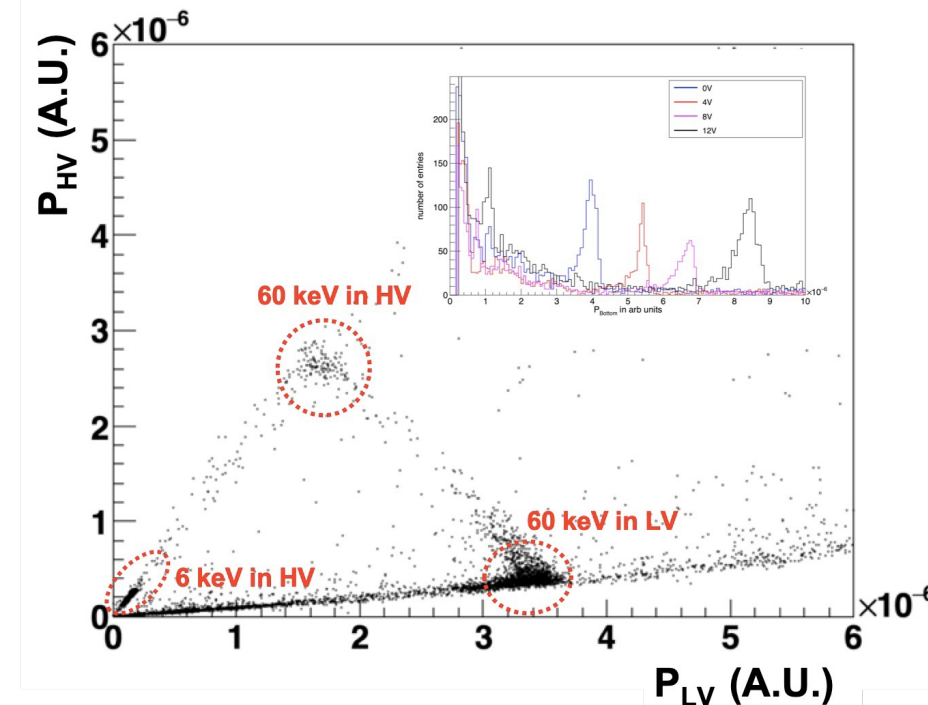 6 ×10⁻⁶
P_HV (A.U.)
5
4
3
2
1
0
number of entries
200
150
100
50
0
0V
4V
8V
12V
0 1 2 3 4 5 6 7 8 9 10
×10⁻⁶
P_Bottom in arb units
60 keV in HV
60 keV in LV
6 keV in HV
0 1 2 3 4 5 6
×10⁻⁶
P_LV (A.U.)